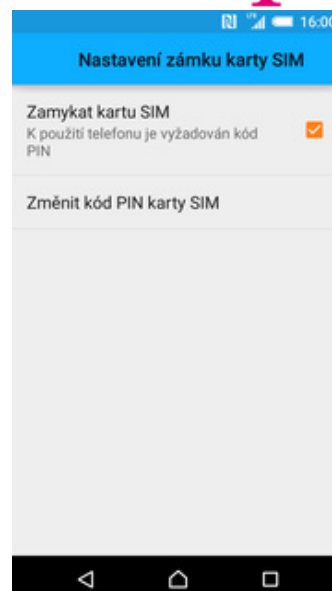 16:00
Nastavení zámku karty SIM
Zamykat kartu SIM
K použití telefonu je vyžadován kód
PIN
Změnit kód PIN karty SIM